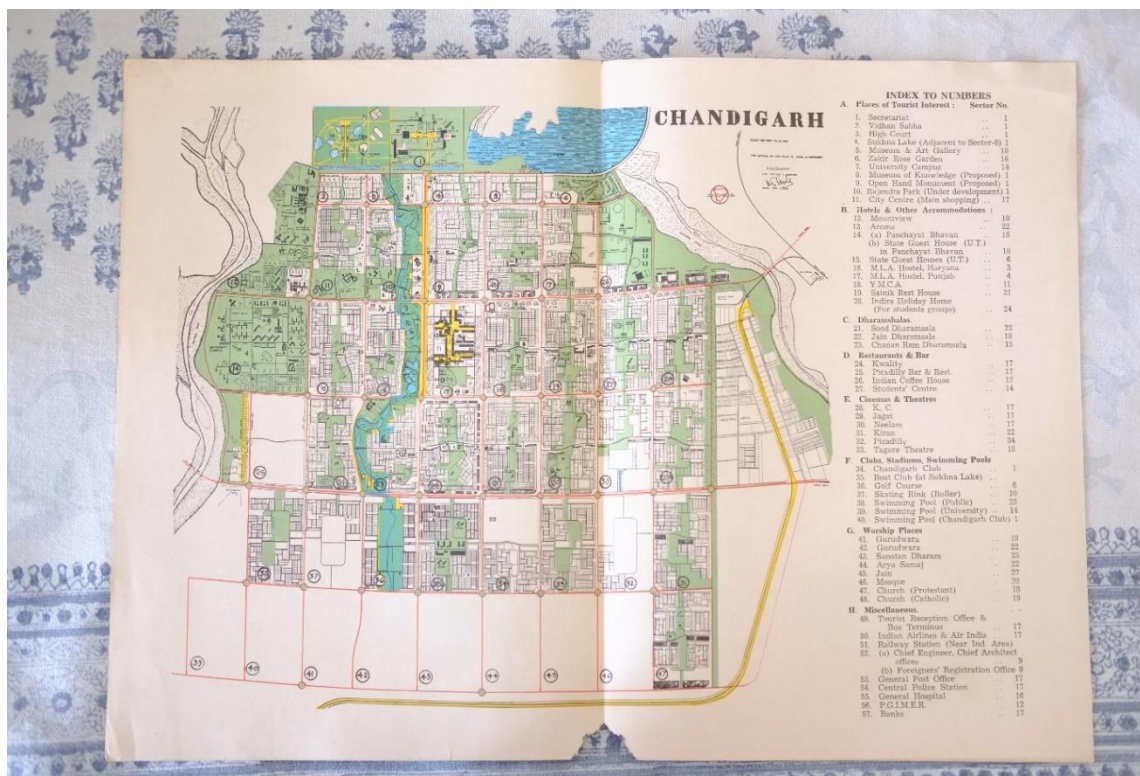 CHANDIGARH
INDEX TO NUMBERS
A. Places of Tourist Interest : Sector No.
1. Secretariat .. 1
2. Vidhan Sabha .. 1
3. High Court .. 1
4. Sukhna Lake (Adjacent to Sector-6) 1
5. Museum & Art Gallery .. 10
6. Zakir Rose Garden .. 16
7. University Campus .. 14
8. Museum of Knowledge (Proposed) 1
9. Open Hand Monument (Proposed) 1
10. Rajendra Park (Under development) 1
11. City Centre (Main shopping) .. 17
B. Hotels & Other Accommodations :
12. Mountview .. 10
13. Aroma .. 22
14. (a) Panchayat Bhavan .. 18
(b) State Guest House (U.T.)
in Panchayat Bhavan .. 18
15. State Guest Houses (U.T.) .. 6
16. M.L.A. Hostel, Haryana .. 3
17. M.L.A. Hostel, Punjab .. 4
18. Y.M.C.A. .. 11
19. Sainik Rest House .. 21
20. Indira Holiday Home
(For students groups) .. 24
C. Dharamshalas.
21. Sood Dharamsala .. 22
22. Jain Dharamsala .. 18
23. Chanan Ram Dharamsala .. 15
D. Restaurants & Bar
24. Kwality .. 17
25. Picadilly Bar & Rest. .. 17
26. Indian Coffee House .. 17
27. Students' Centre .. 14
E. Cinemas & Theatres
28. K. C. .. 17
29. Jagat .. 17
30. Neelam .. 17
31. Kiran .. 22
32. Picadilly .. 34
33. Tagore Theatre .. 18
F. Clubs, Stadiums, Swimming Pools
34. Chandigarh Club .. 1
35. Boat Club (at Sukhna Lake) ..
36. Golf Course .. 6
37. Skating Rink (Roller) .. 10
38. Swimming Pool (Public) .. 23
39. Swimming Pool (University) .. 14
40. Swimming Pool (Chandigarh Club) 1
G. Worship Places
41. Gurudwara .. 19
42. Gurudwara .. 22
43. Sanatan Dharam .. 23
44. Arya Samaj .. 22
45. Jain .. 27
46. Mosque .. 20
47. Church (Protestant) .. 18
48. Church (Catholic) .. 19
H. Miscellaneous.
49. Tourist Reception Office &
Bus Terminus .. 17
50. Indian Airlines & Air India .. 17
51. Railway Station (Near Ind. Area)
52. (a) Chief Engineer, Chief Architect
offices 9
(b) Foreigners' Registration Office 9
53. General Post Office .. 17
54. Central Police Station .. 17
55. General Hospital .. 16
56. P.G.I.M.E.R. .. 12
57. Banks .. 17
14
25
33
37
39
40
41
42
43
44
45
46
47